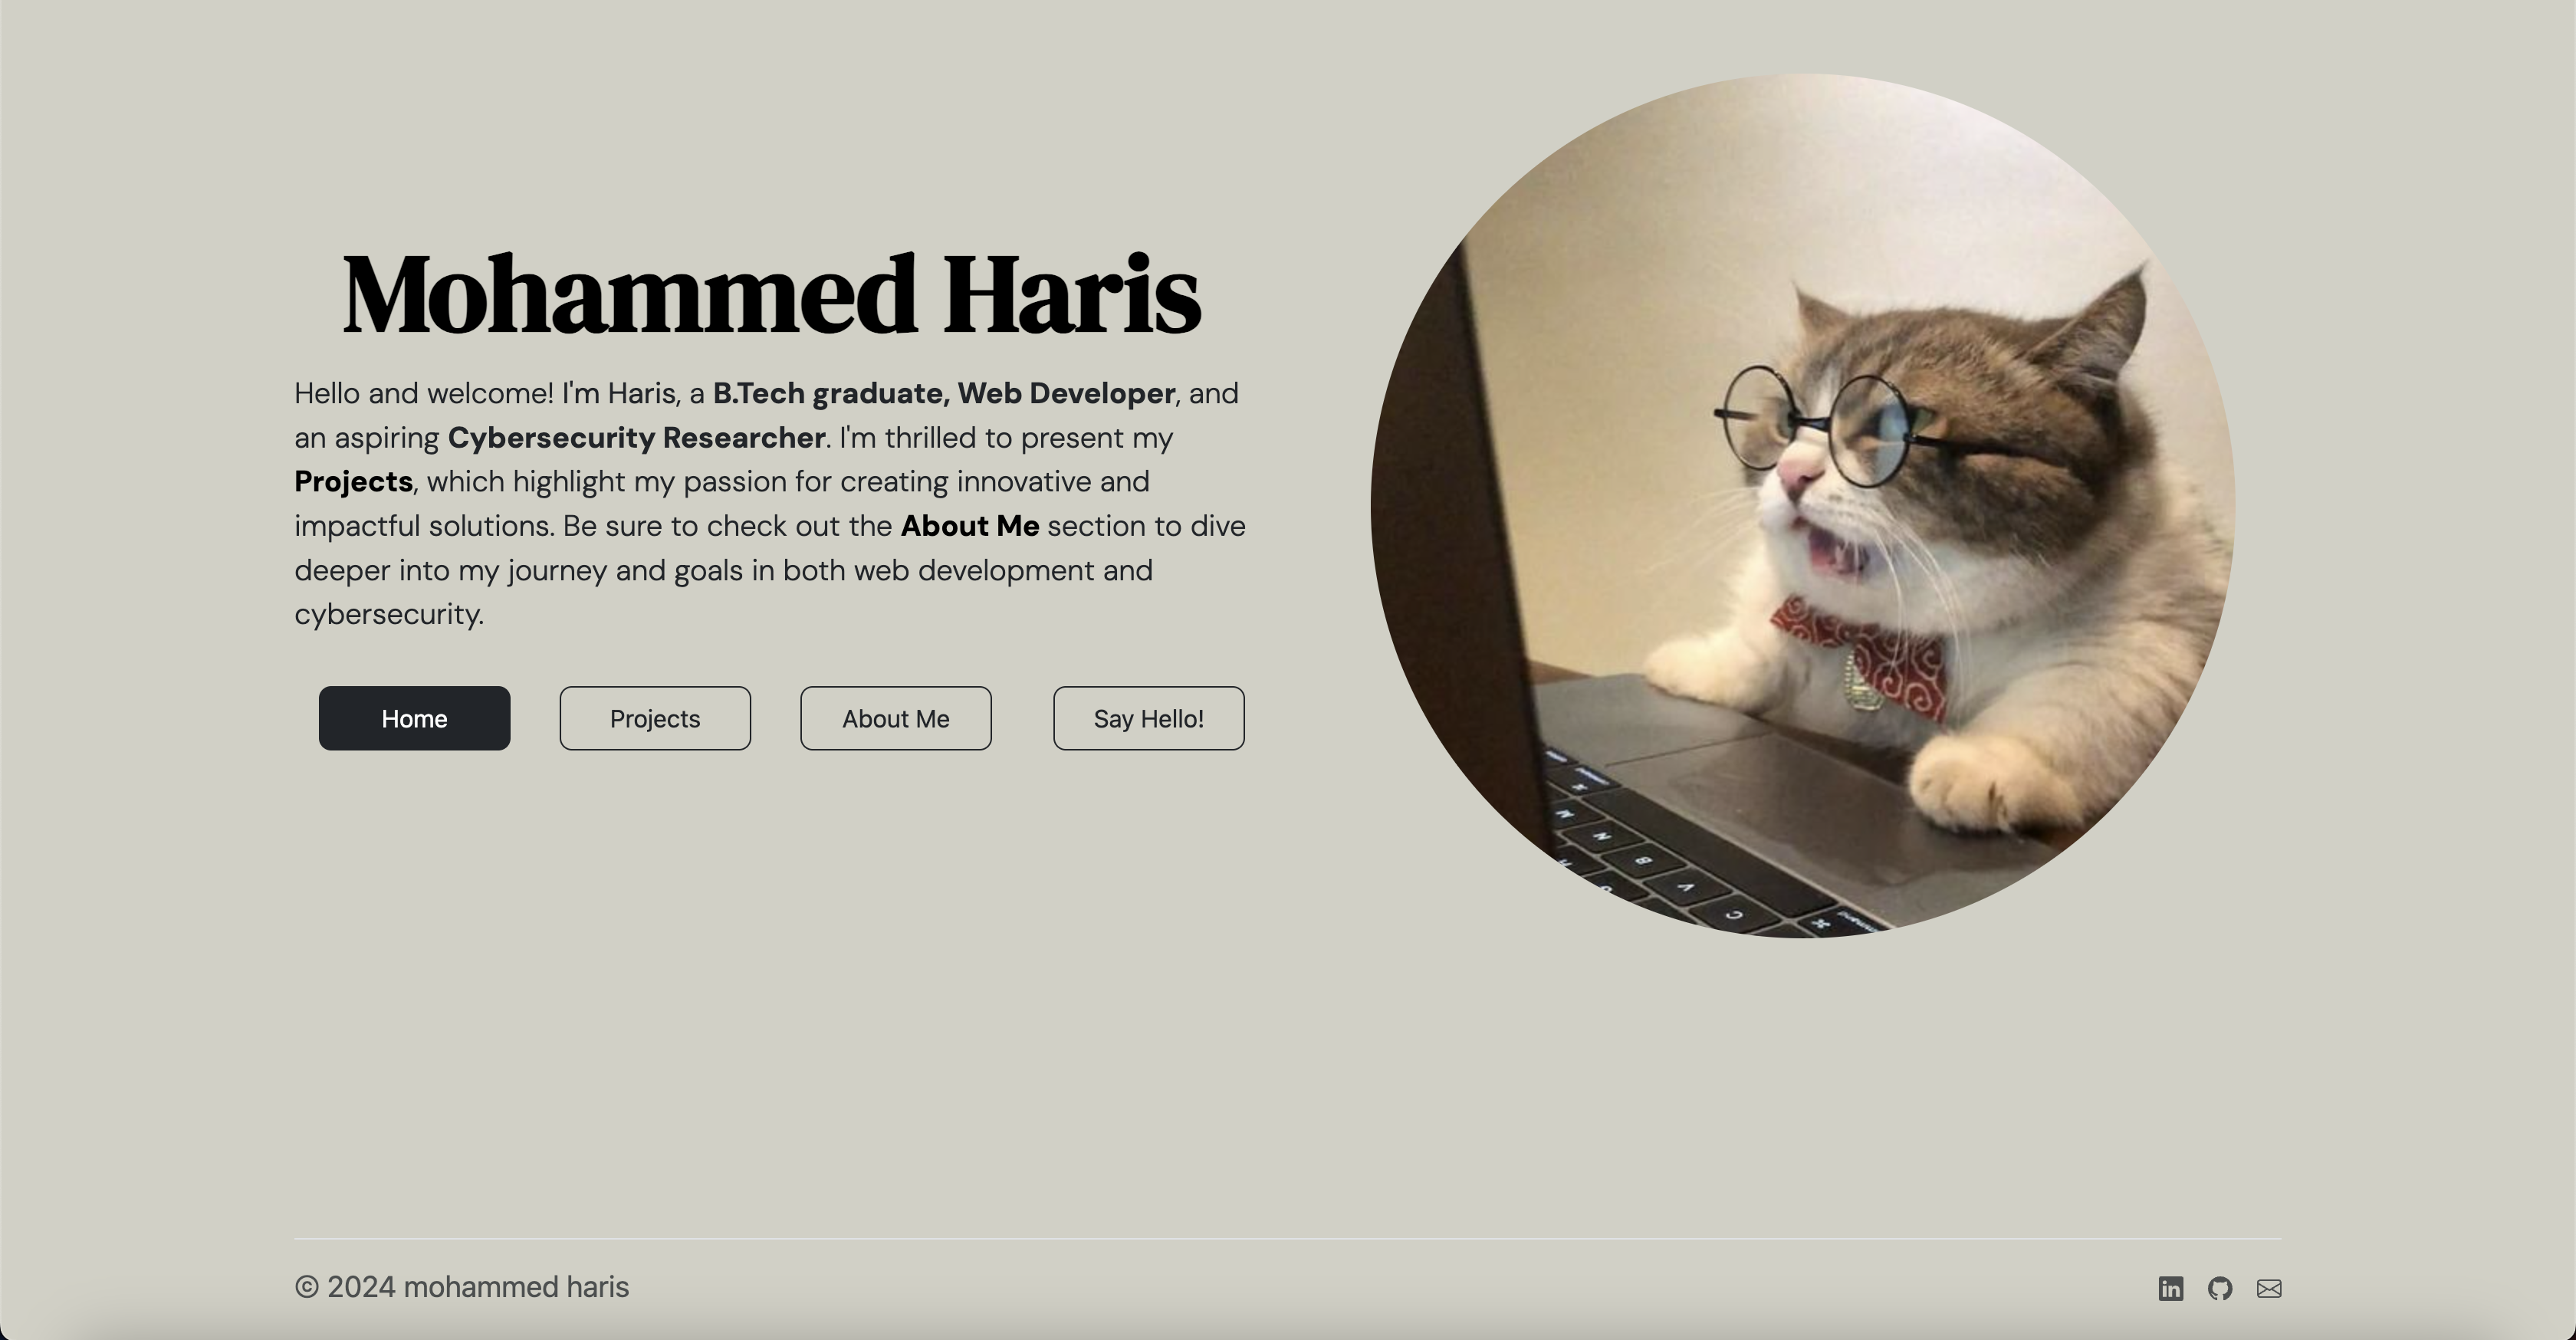 Mohammed Haris
Hello and welcome! I'm Haris, a B.Tech graduate, Web Developer, and
an aspiring Cybersecurity Researcher. I'm thrilled to present my
Projects, which highlight my passion for creating innovative and
impactful solutions. Be sure to check out the About Me section to dive
deeper into my journey and goals in both web development and
cybersecurity.
Home
Projects
About Me
Say Hello!
M
N
B
V
C
⌘
© 2024 mohammed haris
in